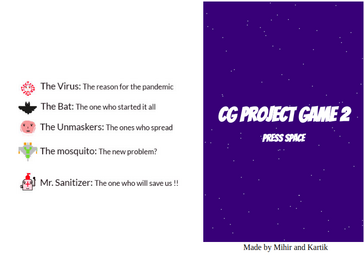 The Virus: The reason for the pandemic
The Bat: The one who started it all
The Unmaskers: The ones who spread
The mosquito: The new problem?
Mr. Sanitizer: The one who will save us !!
CG PROJECT GAME 2
PRESS SPACE
Made by Mihir and Kartik